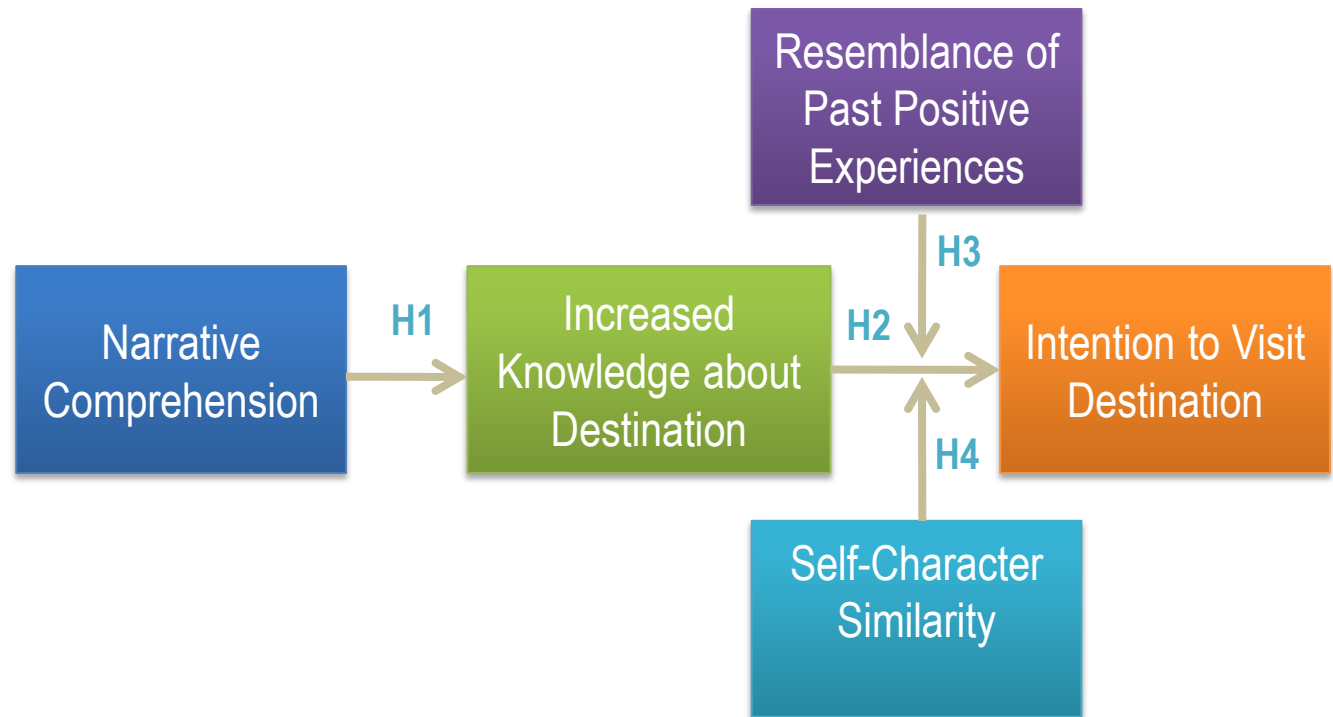 Resemblance of
Past Positive
Experiences
H3
Narrative
Comprehension
H1
Increased
Knowledge about
Destination
H2
Intention to Visit
Destination
H4
Self-Character
Similarity